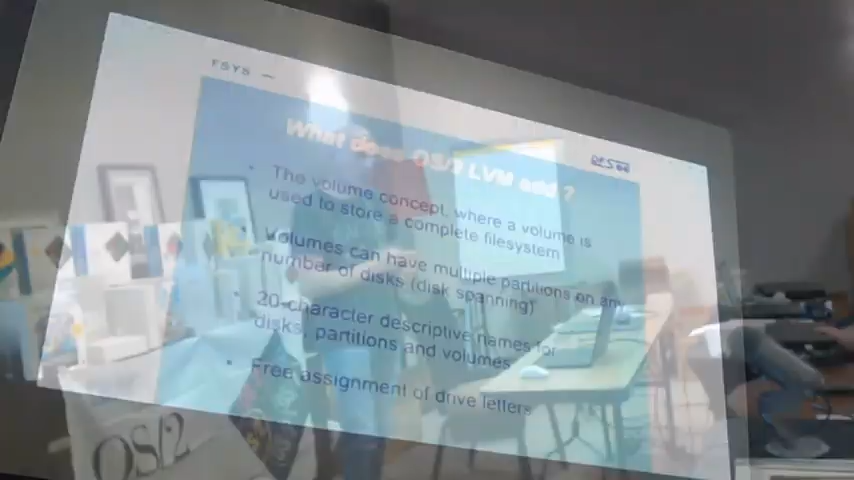 FSYS
What does OS/2 LVM add ?
The volume concept, where a volume is
used to store a complete filesystem
Volumes can have multiple partitions on any
number of disks (disk spanning)
20-character descriptive names for
disks, partitions and volumes
Free assignment of drive letters
OS/2